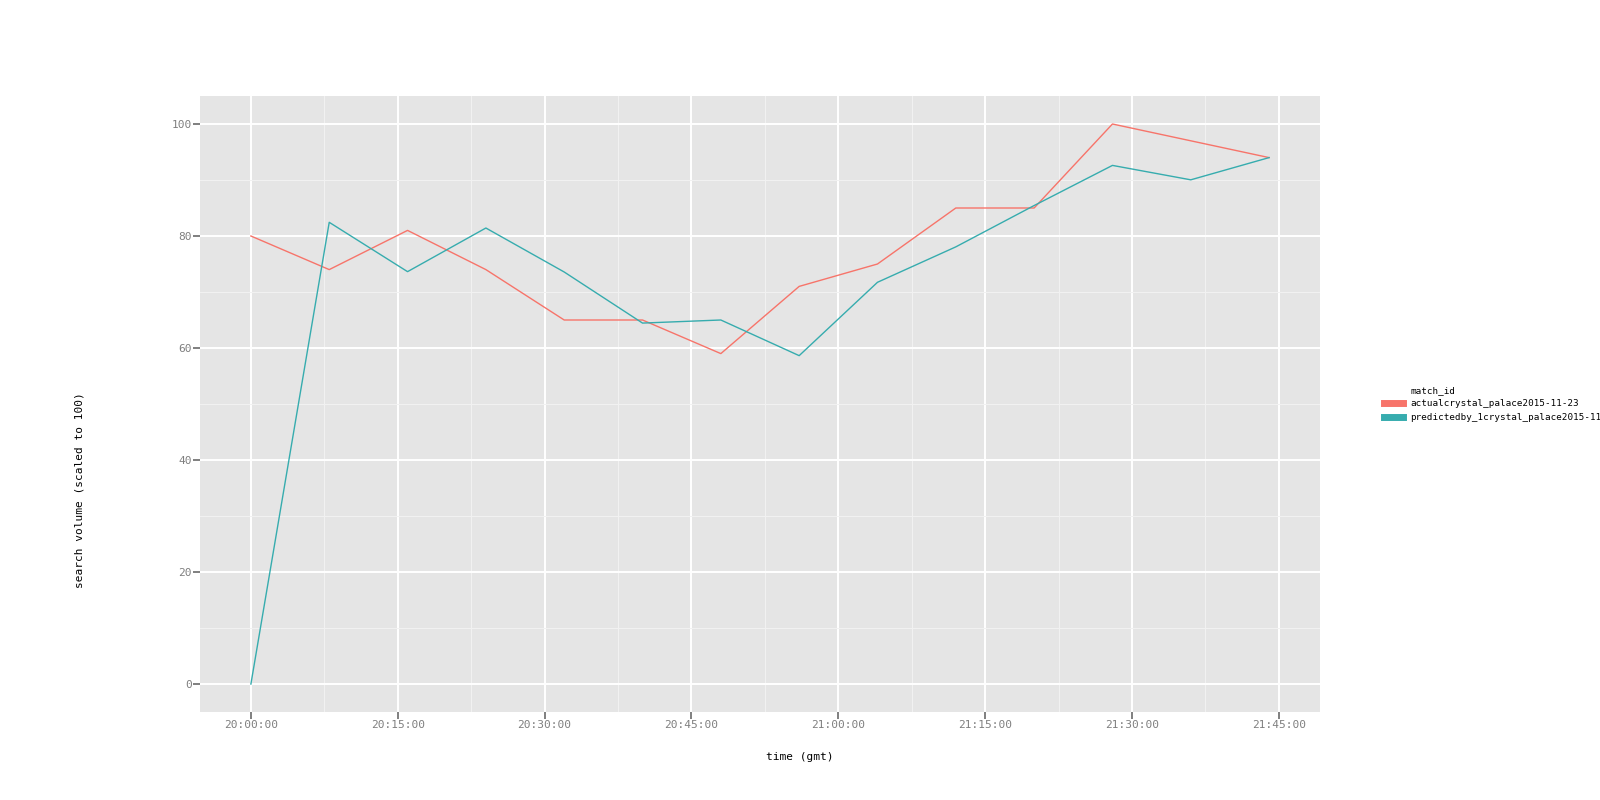 100
80
60
40
20
0
search volume (scaled to 100)
20:00:00 20:15:00 20:30:00 20:45:00 21:00:00 21:15:00 21:30:00 21:45:00
time (gmt)
match_id
actualcrystal_palace2015-11-23
predictedby_1crystal_palace2015-11